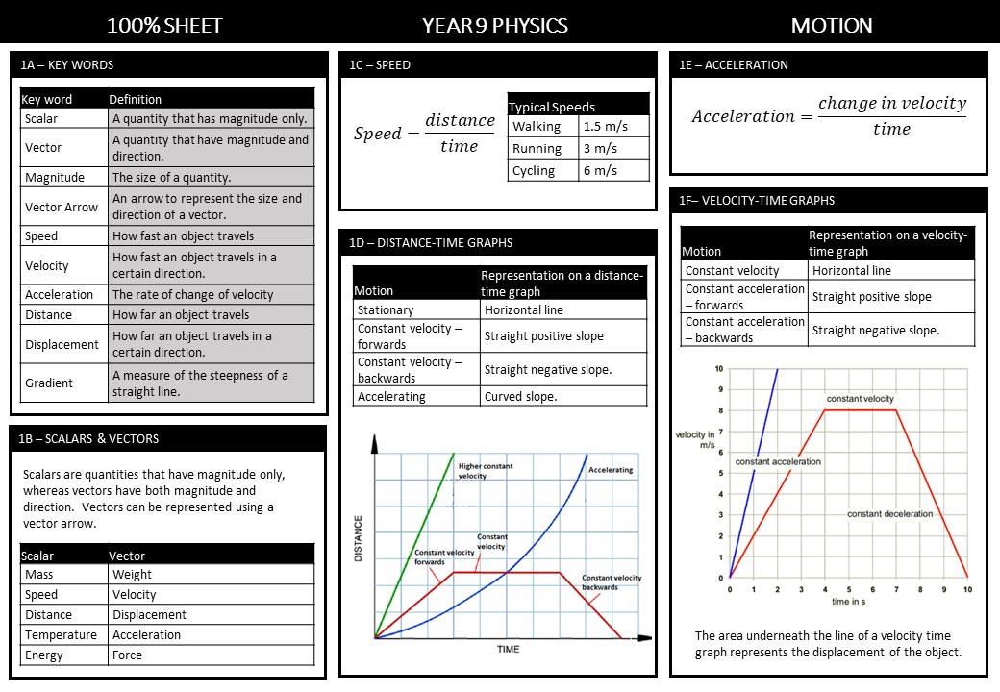 100% SHEET
YEAR 9 PHYSICS
MOTION
1A – KEY WORDS
Key word Definition
Scalar A quantity that has magnitude only.
Vector A quantity that have magnitude and
direction.
Magnitude The size of a quantity.
Vector Arrow An arrow to represent the size and
direction of a vector.
Speed How fast an object travels
Velocity How fast an object travels in a
certain direction.
Acceleration The rate of change of velocity
Distance How far an object travels
Displacement How far an object travels in a
certain direction.
Gradient A measure of the steepness of a
straight line.
1B – SCALARS & VECTORS
Scalars are quantities that have magnitude only,
whereas vectors have both magnitude and
direction. Vectors can be represented using a
vector arrow.
Scalar Vector
Mass Weight
Speed Velocity
Distance Displacement
Temperature Acceleration
Energy Force
1C – SPEED
Speed = distance
time
Typical Speeds
Walking 1.5 m/s
Running 3 m/s
Cycling 6 m/s
1D – DISTANCE-TIME GRAPHS
Motion Representation on a distance-
time graph
Stationary Horizontal line
Constant velocity –
forwards Straight positive slope
Constant velocity –
backwards Straight negative slope.
Accelerating Curved slope.
Higher constant
velocity
Accelerating
Constant
velocity
Constant velocity
forwards
Constant velocity
backwards
DISTANCE
TIME
1E – ACCELERATION
Acceleration = change in velocity
time
1F– VELOCITY-TIME GRAPHS
Motion Representation on a velocity-
time graph
Constant velocity Horizontal line
Constant acceleration
– forwards Straight positive slope
Constant acceleration
– backwards Straight negative slope.
10
9
8
7
6
5
4
3
2
1
0
velocity in
m/s
constant velocity
constant acceleration
constant deceleration
0 1 2 3 4 5 6 7 8 9 10
time in s
The area underneath the line of a velocity time
graph represents the displacement of the object.